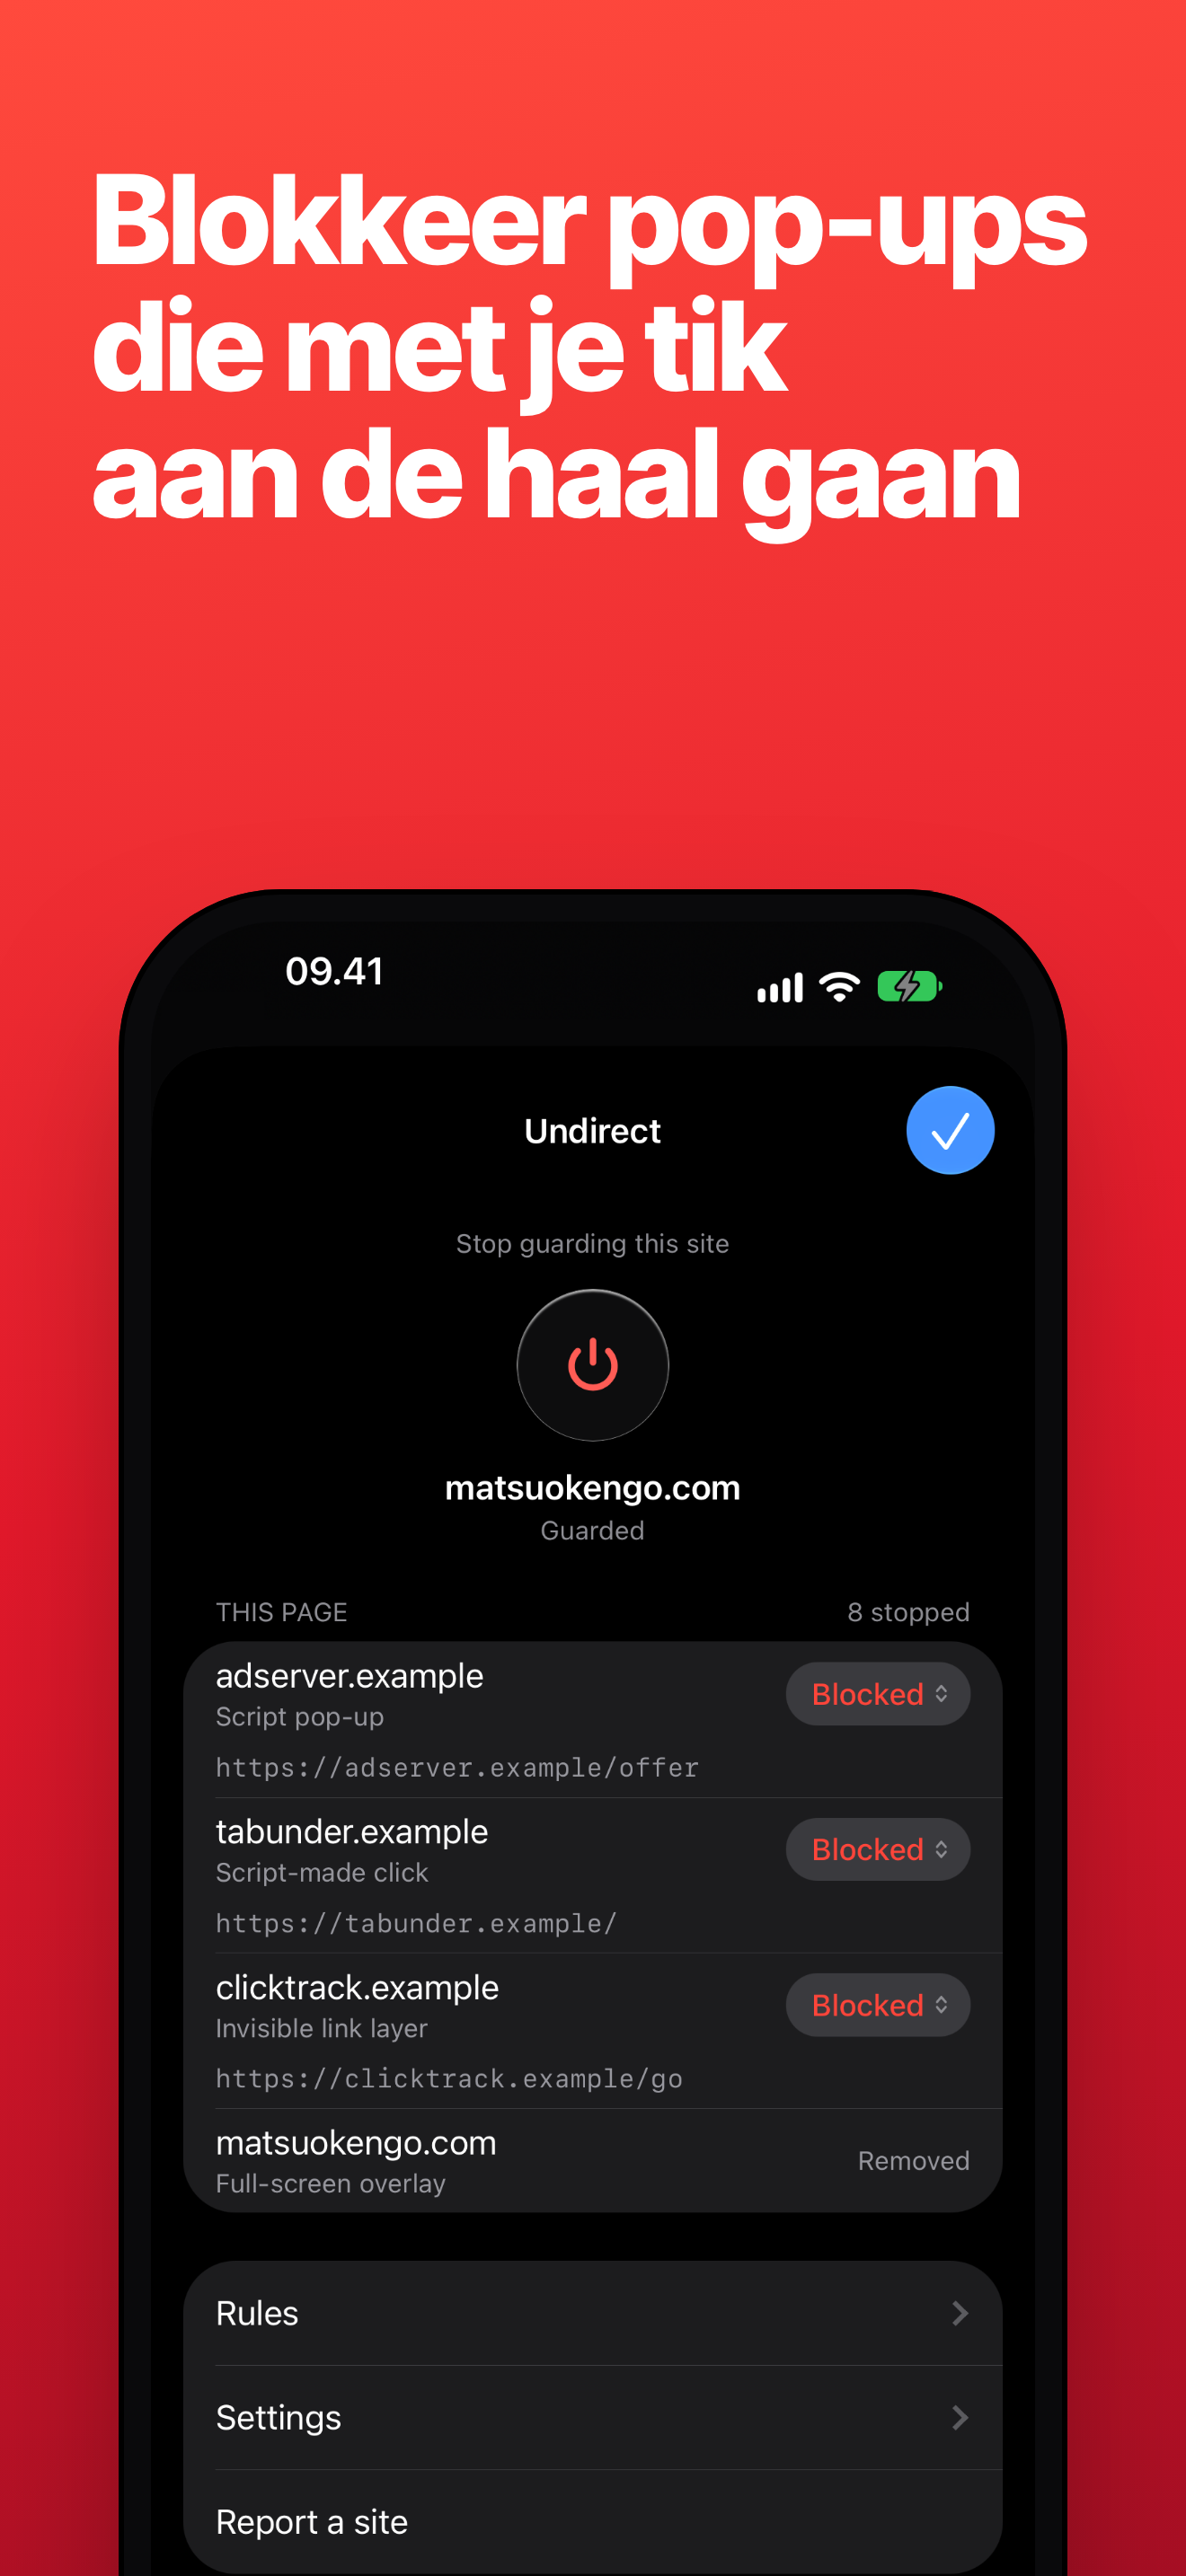 Blokkeer pop-ups
die met je tik
aan de haal gaan
09.41
Undirect
Stop guarding this site
matsuokengo.com
Guarded
THIS PAGE
8 stopped
adserver.example
Blocked
Script pop-up
https://adserver.example/offer
tabunder.example
Blocked
Script-made click
https://tabunder.example/
clicktrack.example
Blocked
Invisible link layer
https://clicktrack.example/go
matsuokengo.com
Removed
Full-screen overlay
Rules
Settings
Report a site